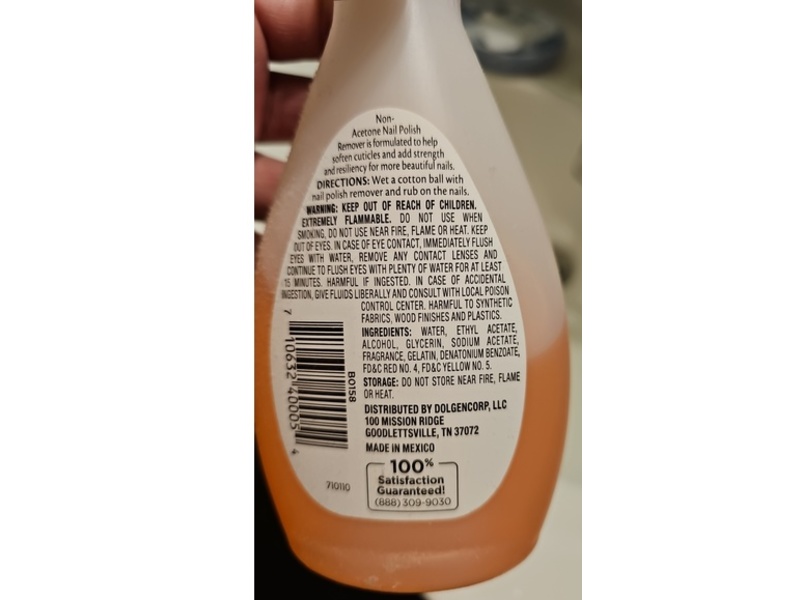 Non-
Acetone Nail Polish
Remover is formulated to help
soften cuticles and add strength
and resiliency for more beautiful nails.
DIRECTIONS: Wet a cotton ball with
nail polish remover and rub on the nails.
WARNING: KEEP OUT OF REACH OF CHILDREN.
EXTREMELY FLAMMABLE. DO NOT USE WHEN
SMOKING, DO NOT USE NEAR FIRE, FLAME OR HEAT. KEEP
OUT OF EYES. IN CASE OF EYE CONTACT, IMMEDIATELY FLUSH
EYES WITH WATER, REMOVE ANY CONTACT LENSES AND
CONTINUE TO FLUSH EYES WITH PLENTY OF WATER FOR AT LEAST
15 MINUTES. HARMFUL IF INGESTED. IN CASE OF ACCIDENTAL
INGESTION, GIVE FLUIDS LIBERALLY AND CONSULT WITH LOCAL POISON
CONTROL CENTER. HARMFUL TO SYNTHETIC
FABRICS, WOOD FINISHES AND PLASTICS.
INGREDIENTS: WATER, ETHYL ACETATE,
ALCOHOL, GLYCERIN, SODIUM ACETATE,
FRAGRANCE, GELATIN, DENATONIUM BENZOATE,
FD&C RED NO. 4, FD&C YELLOW NO. 5.
STORAGE: DO NOT STORE NEAR FIRE, FLAME
OR HEAT.
DISTRIBUTED BY DOLGENCORP, LLC
100 MISSION RIDGE
GOODLETTSVILLE, TN 37072
MADE IN MEXICO
100%
Satisfaction
Guaranteed!
(888) 309-9030
7 10632 40005 4
B0158
710110